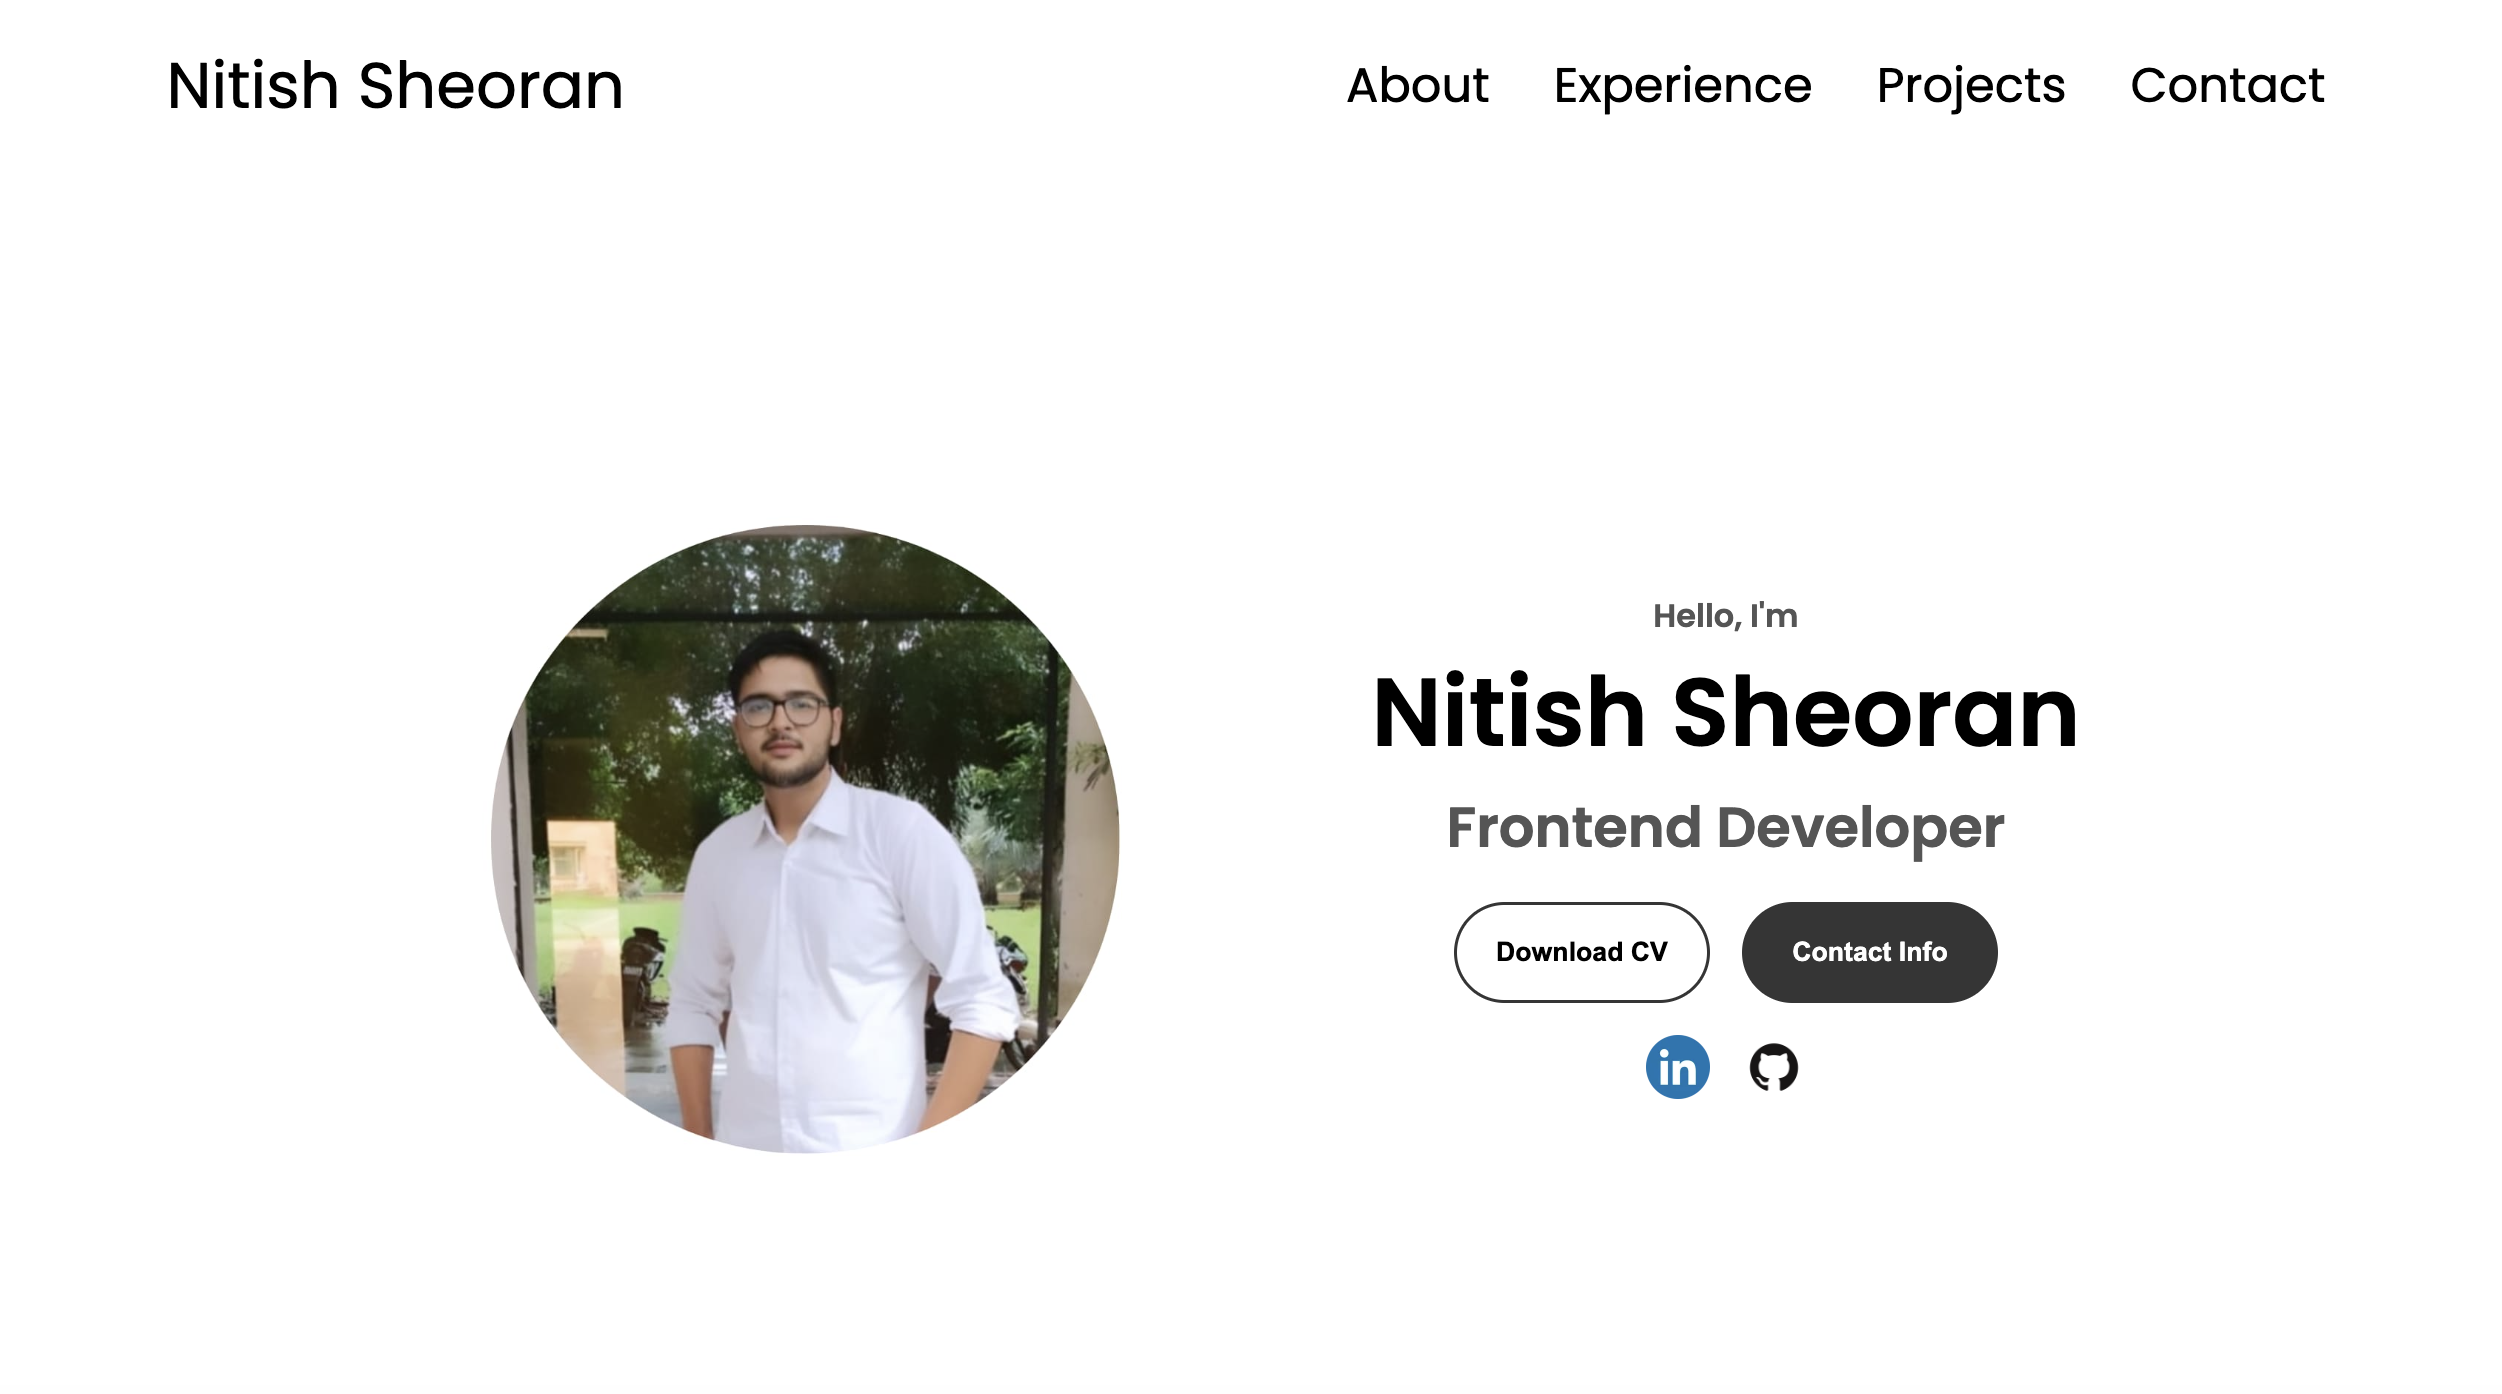 Nitish Sheoran
About Experience Projects Contact
Hello, I'm
Nitish Sheoran
Frontend Developer
Download CV Contact Info
in